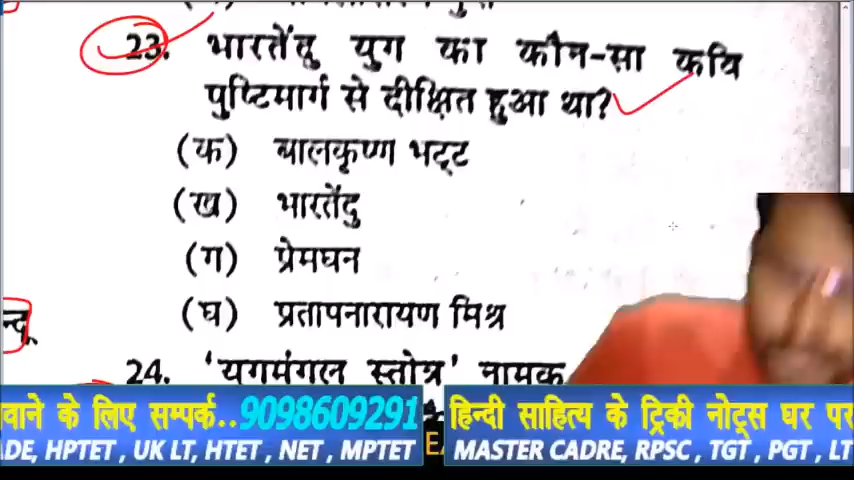 23. भारतेंदु युग का कौन-सा कवि
पुष्टिमार्ग से दीक्षित हुआ था?
(क) बालकृष्ण भट्ट
(ख) भारतेंदु
(ग) प्रेमघन
(घ) प्रतापनारायण मिश्र
24. 'युगमंगल स्तोत्र' नामक
वाने के लिए सम्पर्क..9098609291
हिन्दी साहित्य के ट्रिकी नोट्स घर पर
DE, HPTET , UK LT, HTET , NET , MPTET
MASTER CADRE, RPSC , TGT , PGT , LT